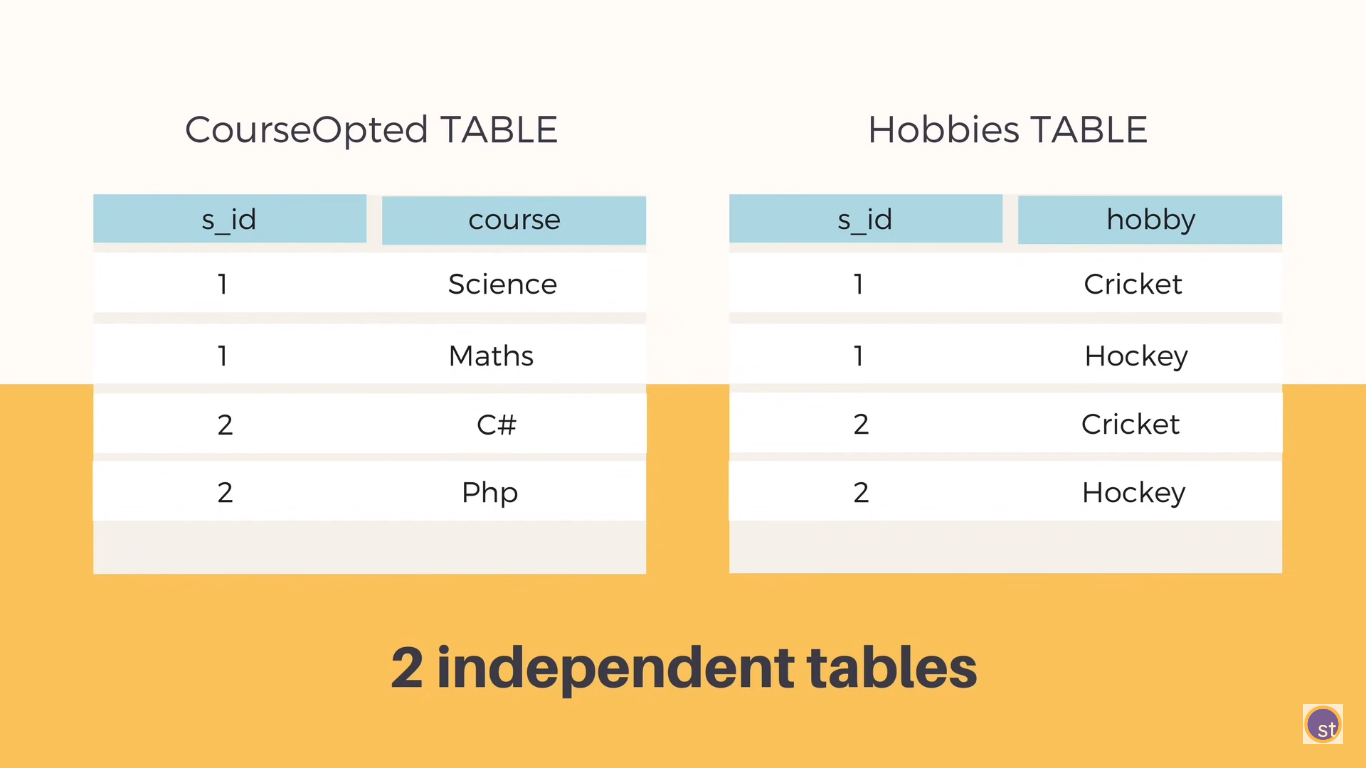 CourseOpted TABLE
s_id course
1 Science
1 Maths
2 C#
2 Php
Hobbies TABLE
s_id hobby
1 Cricket
1 Hockey
2 Cricket
2 Hockey
2 independent tables
st